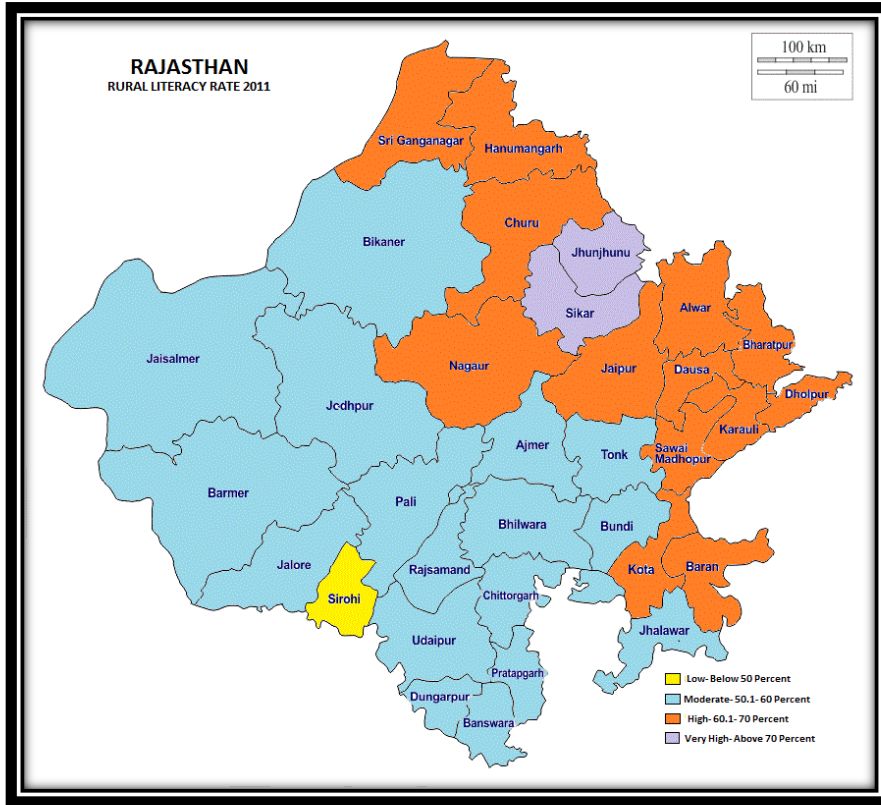 RAJASTHAN
RURAL LITERACY RATE 2011
100 km
60 mi
Sri Ganganagar
Hanumangarh
Churu
Bikaner
Jhunjhunu
Sikar
Alwar
Bharatpur
Jaisalmer
Nagaur
Jaipur
Dausa
Dholpur
Jodhpur
Karauli
Ajmer
Tonk
Sawai
Madhopur
Barmer
Pali
Bhilwara
Bundi
Jalore
Rajsamand
Kota
Baran
Sirohi
Chittorgarh
Jhalawar
Udaipur
Pratapgarh
Dungarpur
Banswara
Low- Below 50 Percent
Moderate- 50.1- 60 Percent
High- 60.1- 70 Percent
Very High- Above 70 Percent